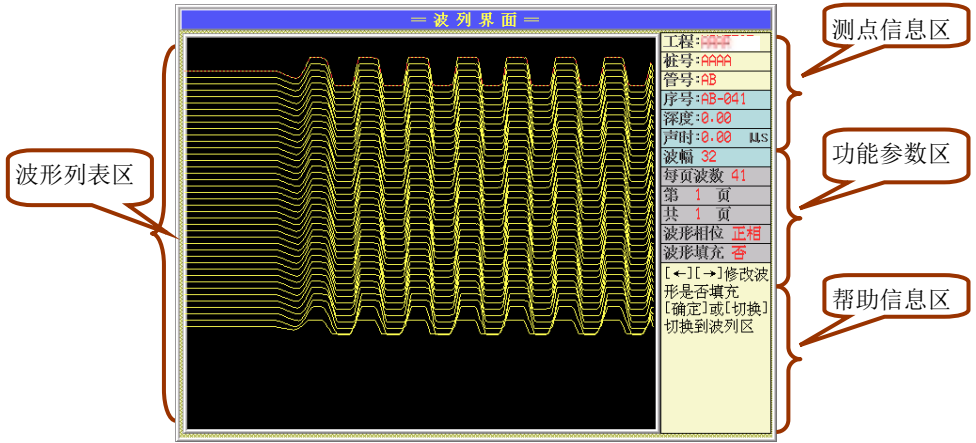 ＝波列界面＝
波形列表区
工程:
桩号:AAAA
管号:AB
序号:AB-041
深度:0.00
声时:0.00 μs
波幅 32
每页波数 41
第 1 页
共 1 页
波形相位 正相
波形填充 否
[←][→]修改波
形是否填充
[确定]或[切换]
切换到波列区
测点信息区
功能参数区
帮助信息区